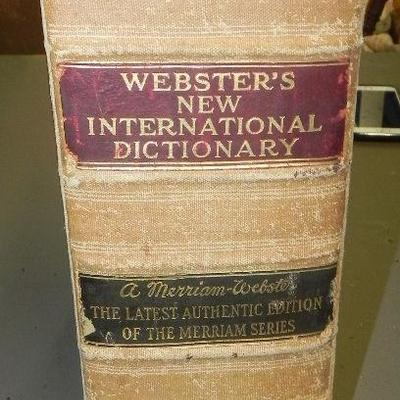 WEBSTER'S
NEW
INTERNATIONAL
DICTIONARY
A Merriam-Webster
THE LATEST AUTHENTIC EDITION
OF THE MERRIAM SERIES